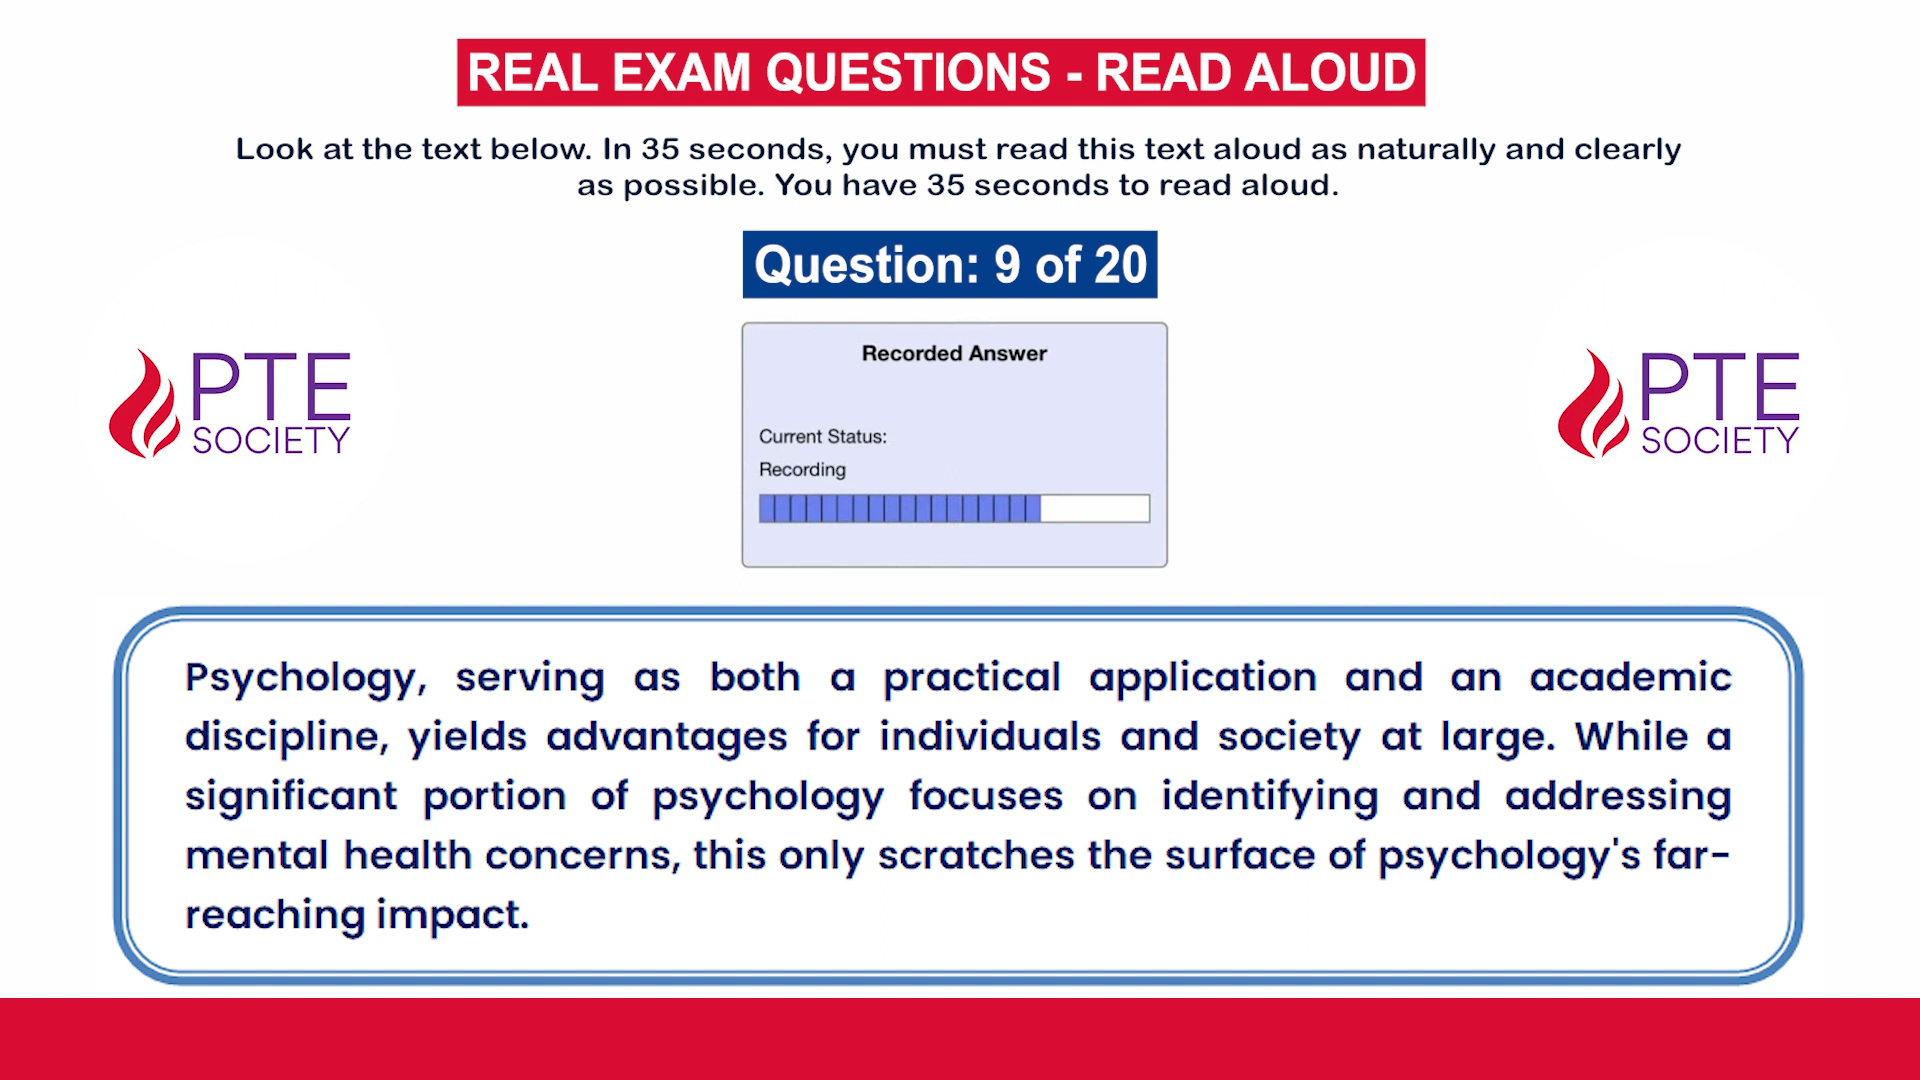 REAL EXAM QUESTIONS - READ ALOUD
Look at the text below. In 35 seconds, you must read this text aloud as naturally and clearly
as possible. You have 35 seconds to read aloud.
Question: 9 of 20
Recorded Answer
PTE
SOCIETY
Current Status:
Recording
PTE
SOCIETY
Psychology, serving as both a practical application and an academic
discipline, yields advantages for individuals and society at large. While a
significant portion of psychology focuses on identifying and addressing
mental health concerns, this only scratches the surface of psychology's far-
reaching impact.